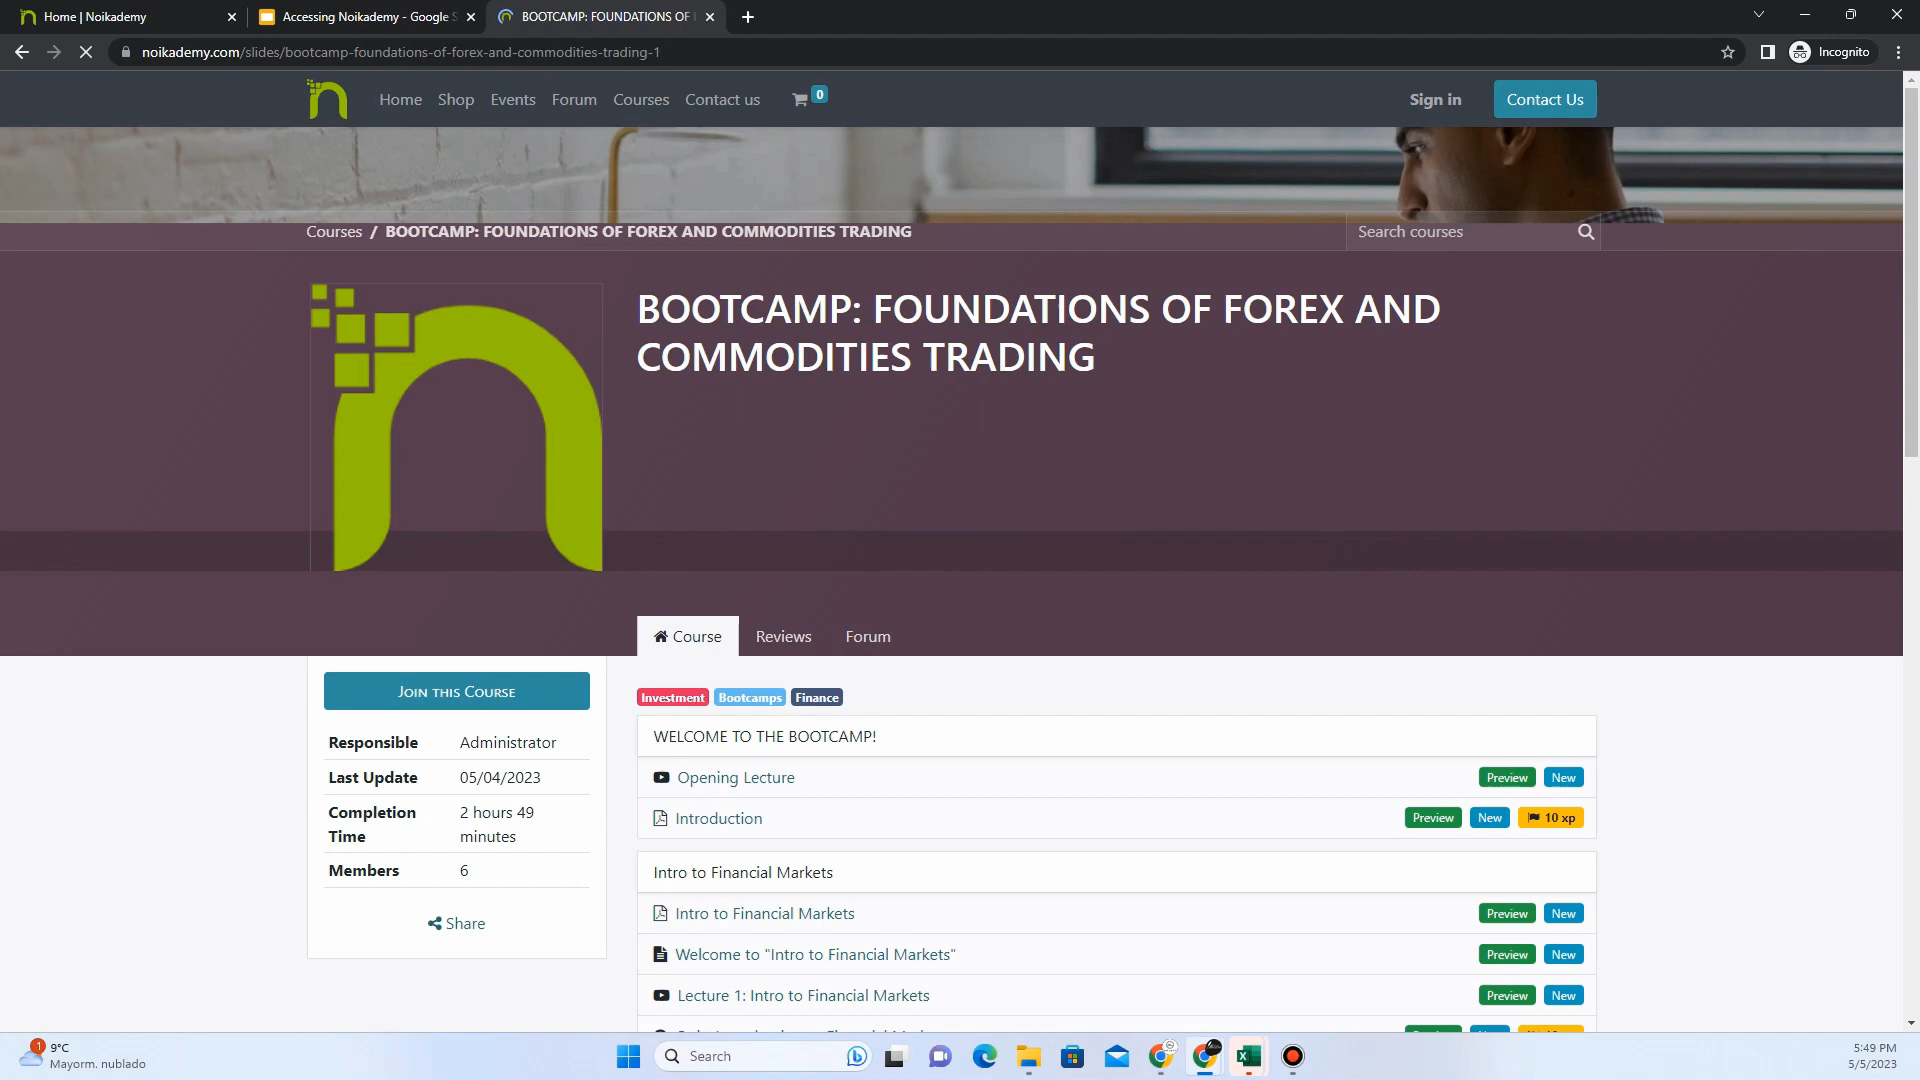 Home | Noikademy
Accessing Noikademy - Google S
BOOTCAMP: FOUNDATIONS OF
noikademy.com/slides/bootcamp-foundations-of-forex-and-commodities-trading-1
Incognito
Home Shop Events Forum Courses Contact us 0 Sign in Contact Us
Courses / BOOTCAMP: FOUNDATIONS OF FOREX AND COMMODITIES TRADING
Search courses
BOOTCAMP: FOUNDATIONS OF FOREX AND
COMMODITIES TRADING
Course Reviews Forum
Join this Course
Responsible Administrator
Last Update 05/04/2023
Completion 2 hours 49
Time minutes
Members 6
Share
Investment Bootcamps Finance
WELCOME TO THE BOOTCAMP!
Opening Lecture Preview New
Introduction Preview New 10 xp
Intro to Financial Markets
Intro to Financial Markets Preview New
Welcome to "Intro to Financial Markets" Preview New
Lecture 1: Intro to Financial Markets Preview New
1
9°C
Mayorm. nublado
Search
5:49 PM
5/5/2023